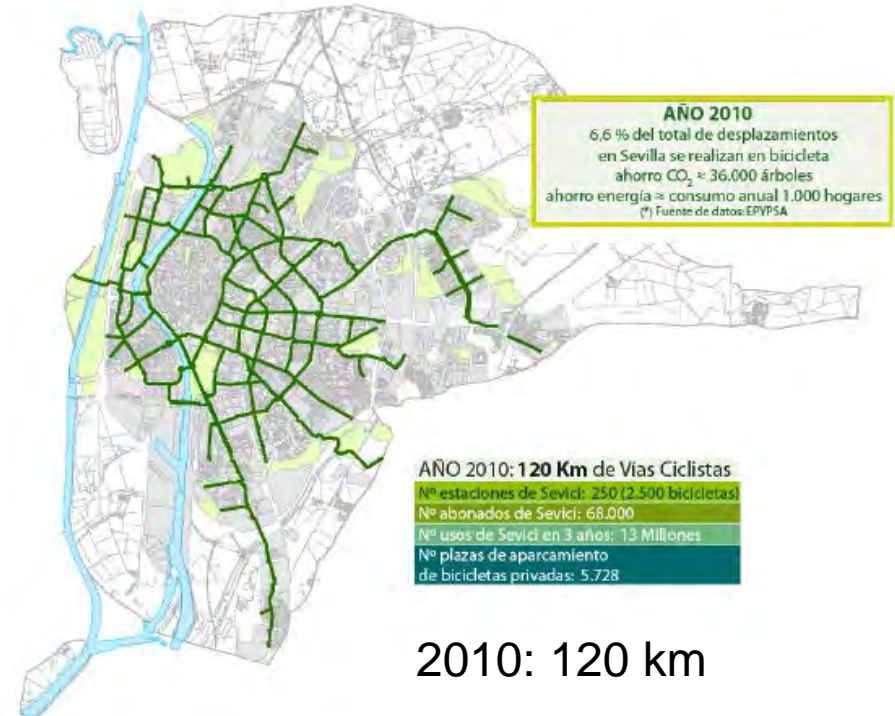 AÑO 2010
6,6 % del total de desplazamientos
en Sevilla se realizan en bicicleta
ahorro CO₂ ≈ 36.000 árboles
ahorro energía ≈ consumo anual 1.000 hogares
(*) Fuente de datos: EPYPSA
AÑO 2010: 120 Km de Vías Ciclistas
Nº estaciones de Sevici: 250 (2.500 bicicletas)
Nº abonados de Sevici: 68.000
Nº usos de Sevici en 3 años: 13 Millones
Nº plazas de aparcamiento
de bicicletas privadas: 5.728
2010: 120 km